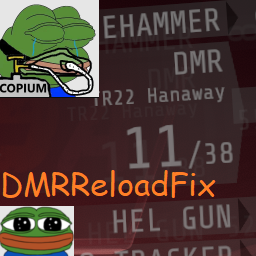 EHAMMER
COPIUM
DMR
TR22 Hanaway
11/38
DMRReloadFix
HEL GUN
TRACKER